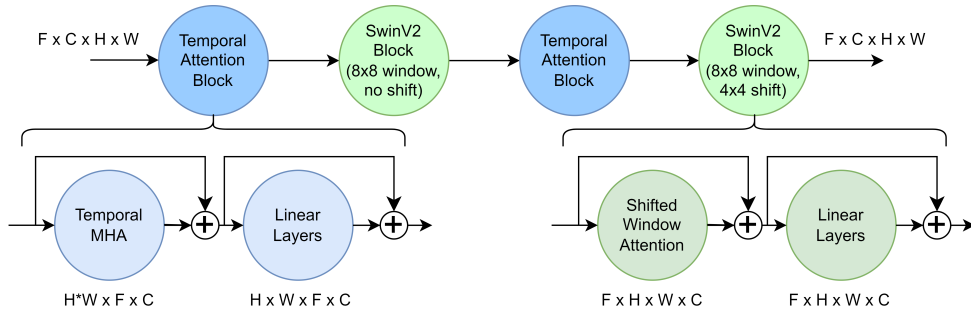 F x C x H x W
Temporal
Attention
Block
SwinV2
Block
(8x8 window,
no shift)
Temporal
Attention
Block
SwinV2
Block
(8x8 window,
4x4 shift)
F x C x H x W
Temporal
MHA
+
Linear
Layers
+
Shifted
Window
Attention
+
Linear
Layers
+
H*W x F x C
H x W x F x C
F x H x W x C
F x H x W x C